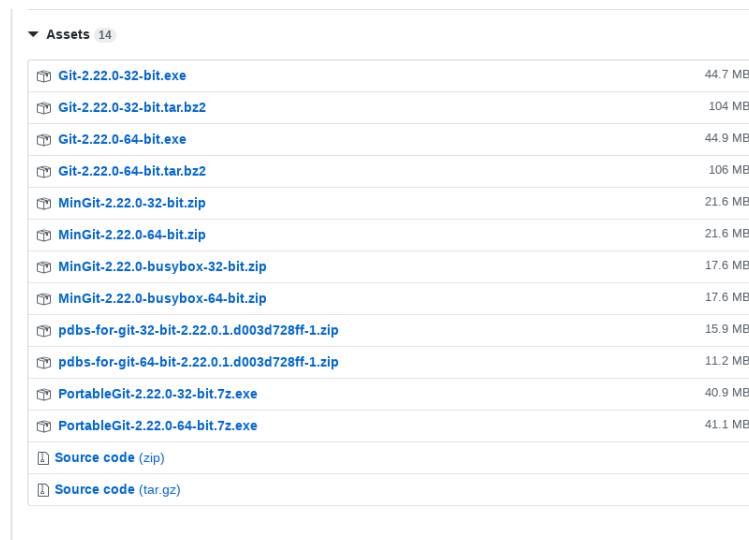 Assets 14
Git-2.22.0-32-bit.exe 44.7 MB
Git-2.22.0-32-bit.tar.bz2 104 MB
Git-2.22.0-64-bit.exe 44.9 MB
Git-2.22.0-64-bit.tar.bz2 106 MB
MinGit-2.22.0-32-bit.zip 21.6 MB
MinGit-2.22.0-64-bit.zip 21.6 MB
MinGit-2.22.0-busybox-32-bit.zip 17.6 MB
MinGit-2.22.0-busybox-64-bit.zip 17.6 MB
pdbs-for-git-32-bit-2.22.0.1.d003d728ff-1.zip 15.9 MB
pdbs-for-git-64-bit-2.22.0.1.d003d728ff-1.zip 11.2 MB
PortableGit-2.22.0-32-bit.7z.exe 40.9 MB
PortableGit-2.22.0-64-bit.7z.exe 41.1 MB
Source code (zip)
Source code (tar.gz)